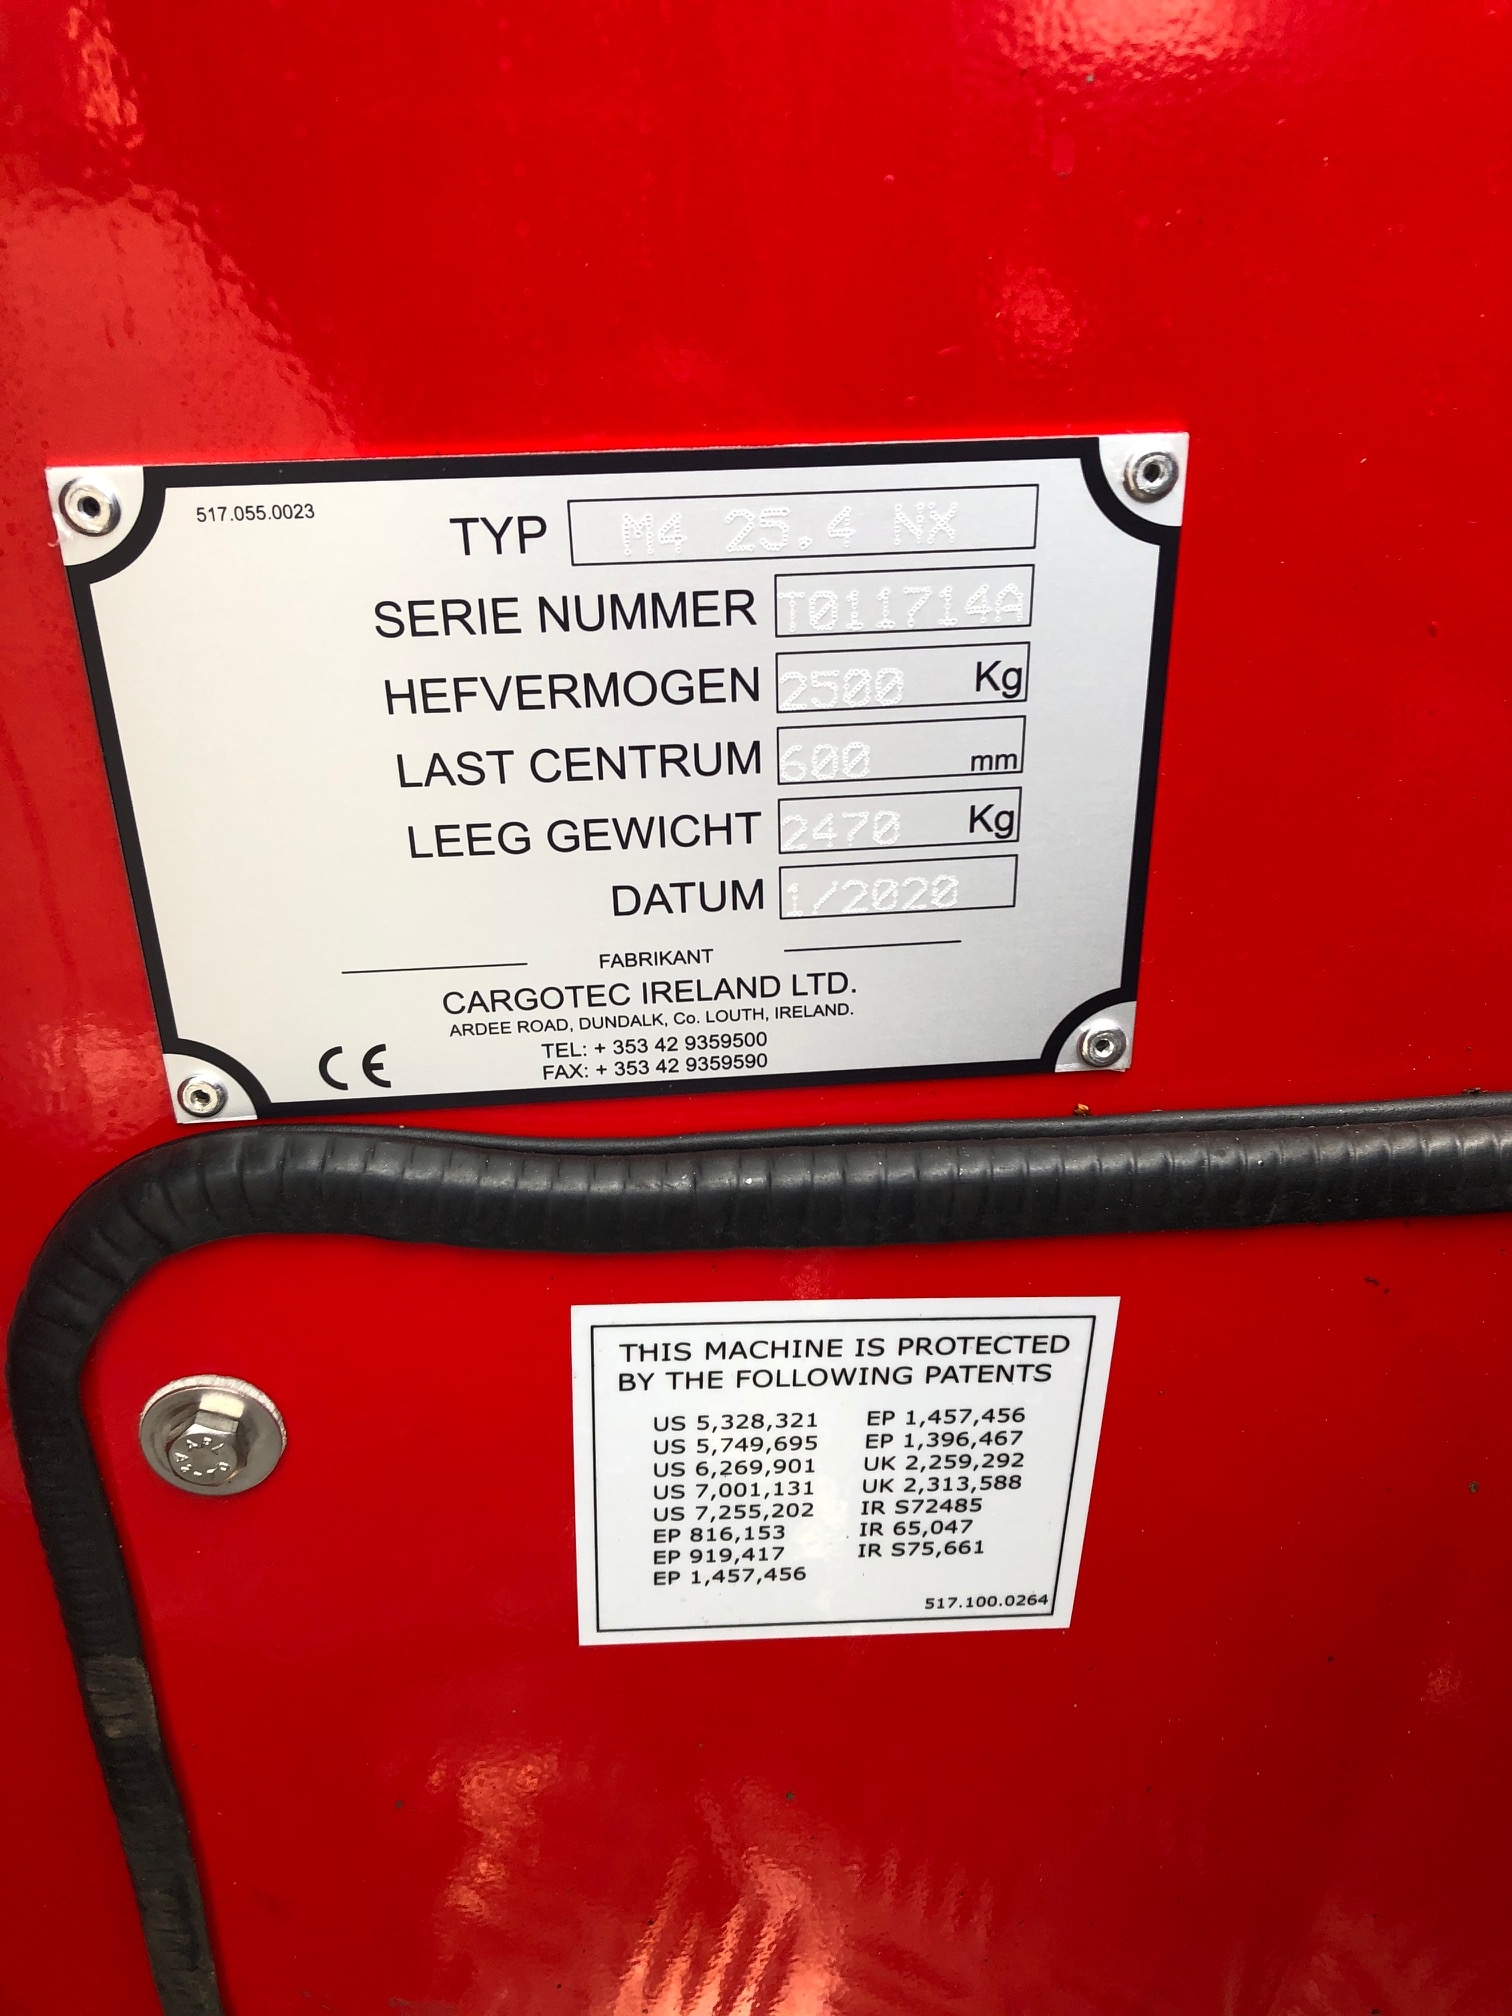 517.055.0023
TYP M4 25.4 NX
SERIE NUMMER T011714A
HEFVERMOGEN 2500 Kg
LAST CENTRUM 600 mm
LEEG GEWICHT 2470 Kg
DATUM 1/2020
FABRIKANT
CARGOTEC IRELAND LTD.
ARDEE ROAD, DUNDALK, Co. LOUTH, IRELAND.
TEL: + 353 42 9359500
FAX: + 353 42 9359590
CE
THIS MACHINE IS PROTECTED
BY THE FOLLOWING PATENTS
US 5,328,321
US 5,749,695
US 6,269,901
US 7,001,131
US 7,255,202
EP 816,153
EP 919,417
EP 1,457,456
EP 1,457,456
EP 1,396,467
UK 2,259,292
UK 2,313,588
IR S72485
IR 65,047
IR S75,661
517.100.0264